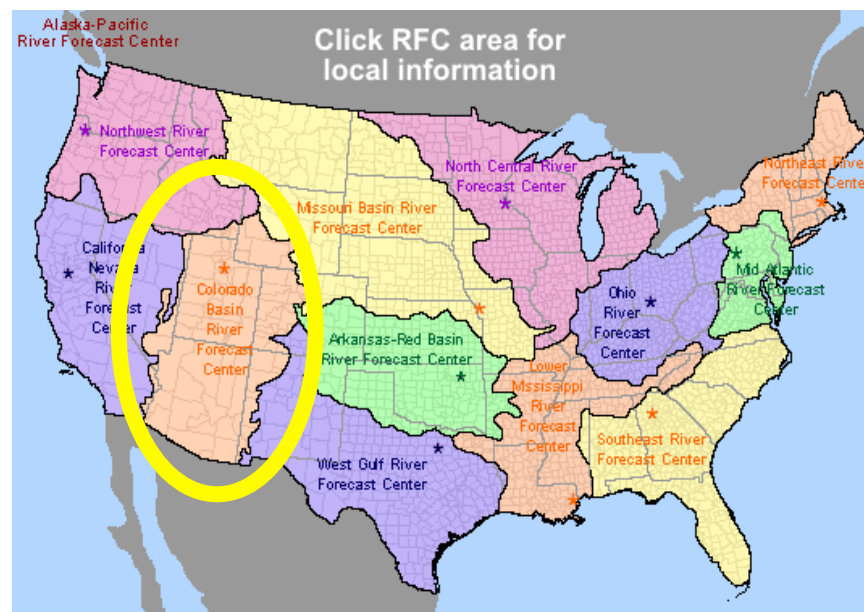 Alaska-Pacific
River Forecast Center
Click RFC area for
local information
Northwest River
Forecast Center
North Central River
Forecast Center
Northeast River
Forecast Center
Missouri Basin River
Forecast Center
California
Nevada
River
Forecast
Center
Colorado
Basin
River
Forecast
Center
Mid-Atlantic
River Forecast
Center
Ohio
River
Forecast
Center
Arkansas-Red Basin
River Forecast Center
Lower
Mississippi
River
Forecast
Center
Southeast River
Forecast Center
West Gulf River
Forecast Center